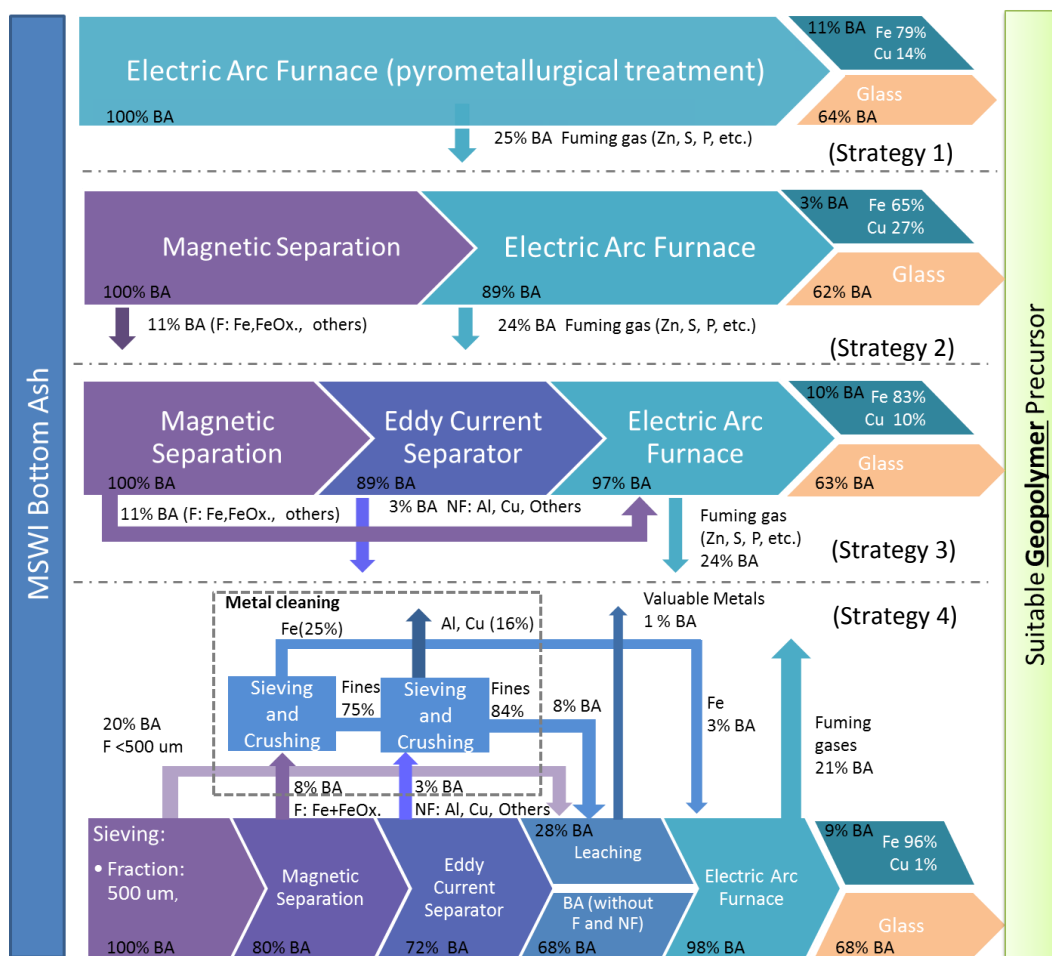 MSWI Bottom Ash
Electric Arc Furnace (pyrometallurgical treatment)
100% BA
11% BA
Fe 79%
Cu 14%
Glass
64% BA
25% BA Fuming gas (Zn, S, P, etc.)
(Strategy 1)
Magnetic Separation
100% BA
Electric Arc Furnace
89% BA
3% BA
Fe 65%
Cu 27%
Glass
62% BA
11% BA (F: Fe,FeOx., others)
24% BA Fuming gas (Zn, S, P, etc.)
(Strategy 2)
Magnetic
Separation
100% BA
Eddy Current
Separator
89% BA
Electric Arc
Furnace
97% BA
10% BA
Fe 83%
Cu 10%
Glass
63% BA
11% BA (F: Fe,FeOx., others)
3% BA NF: Al, Cu, Others
Fuming gas
(Zn, S, P, etc.)
24% BA
(Strategy 3)
Metal cleaning
Fe(25%)
Al, Cu (16%)
Valuable Metals
1 % BA
(Strategy 4)
Sieving
and
Crushing
Fines
75%
Sieving
and
Crushing
Fines
84%
8% BA
Fe
3% BA
Fuming
gases
21% BA
20% BA
F <500 um
8% BA
F: Fe+FeOx.
3% BA
NF: Al, Cu, Others
Sieving:
• Fraction:
500 um,
100% BA
Magnetic
Separation
80% BA
Eddy
Current
Separator
72% BA
28% BA
Leaching
BA (without
F and NF)
68% BA
Electric Arc
Furnace
98% BA
9% BA
Fe 96%
Cu 1%
Glass
68% BA
Suitable Geopolymer Precursor